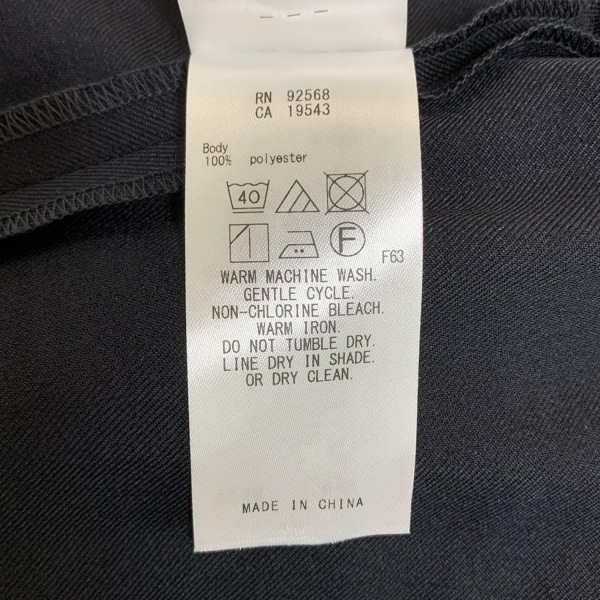 RN 92568
CA 19543
Body
100% polyester
40
F
F63
WARM MACHINE WASH.
GENTLE CYCLE.
NON-CHLORINE BLEACH.
WARM IRON.
DO NOT TUMBLE DRY.
LINE DRY IN SHADE.
OR DRY CLEAN.
MADE IN CHINA